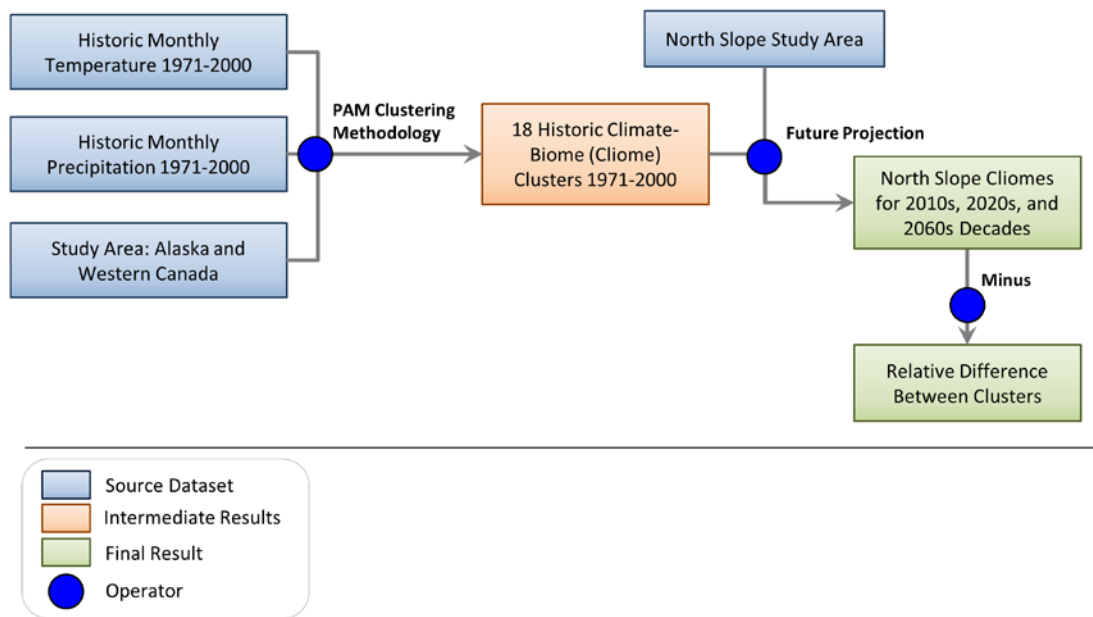 Historic Monthly
Temperature 1971-2000
North Slope Study Area
PAM Clustering
Methodology
Historic Monthly
Precipitation 1971-2000
18 Historic Climate-
Biome (Cliome)
Clusters 1971-2000
Future Projection
North Slope Cliomes
for 2010s, 2020s, and
2060s Decades
Study Area: Alaska and
Western Canada
Minus
Relative Difference
Between Clusters
Source Dataset
Intermediate Results
Final Result
Operator